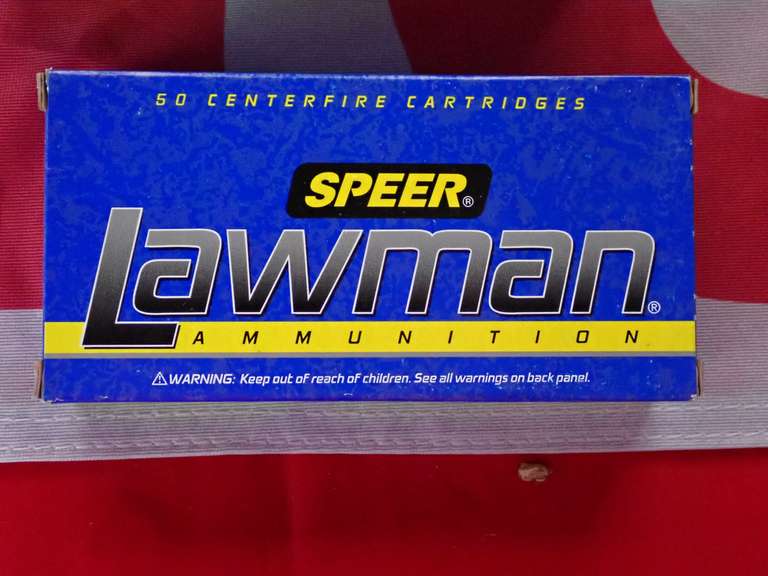 50 CENTERFIRE CARTRIDGES
SPEER®
Lawman®
AMMUNITION
⚠WARNING: Keep out of reach of children. See all warnings on back panel.